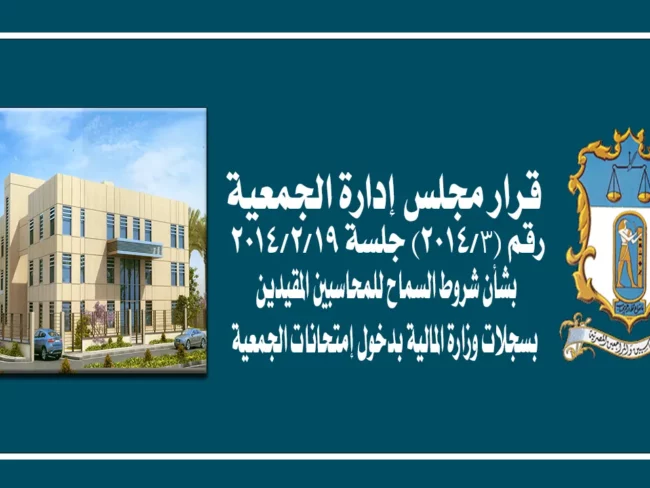 قرار مجلس إدارة الجمعية
رقم (٢٠١٤/٣) جلسة ٢٠١٤/٢/١٩
بشأن شروط السماح للمحاسبين المقيدين
بسجلات وزارة المالية بدخول إمتحانات الجمعية